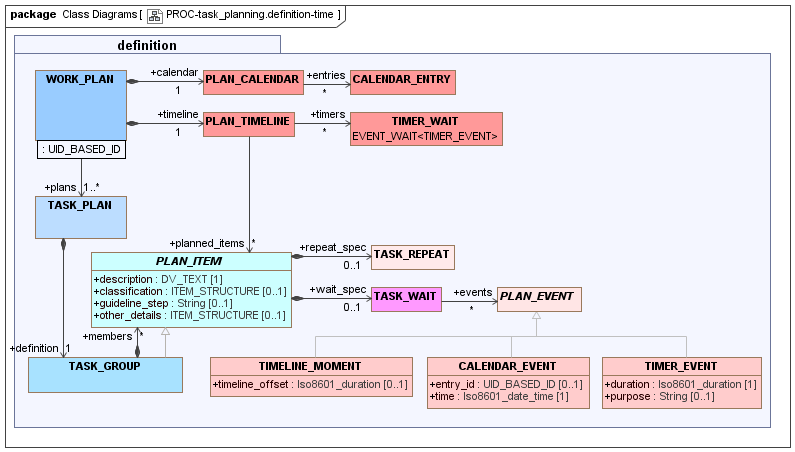 package Class Diagrams [ PROC-task_planning.definition-time ]
definition
WORK_PLAN
: UID_BASED_ID
+calendar
1
PLAN_CALENDAR
+entries
*
CALENDAR_ENTRY
+timeline
1
PLAN_TIMELINE
+timers
*
TIMER_WAIT
EVENT_WAIT<TIMER_EVENT>
+plans
1..*
TASK_PLAN
+planned_items
*
PLAN_ITEM
+description : DV_TEXT [1]
+classification : ITEM_STRUCTURE [0..1]
+guideline_step : String [0..1]
+other_details : ITEM_STRUCTURE [0..1]
+repeat_spec
0..1
TASK_REPEAT
+wait_spec
0..1
TASK_WAIT
+events
*
PLAN_EVENT
+members
*
+definition
1
TASK_GROUP
TIMELINE_MOMENT
+timeline_offset : Iso8601_duration [0..1]
CALENDAR_EVENT
+entry_id : UID_BASED_ID [0..1]
+time : Iso8601_date_time [1]
TIMER_EVENT
+duration : Iso8601_duration [1]
+purpose : String [0..1]